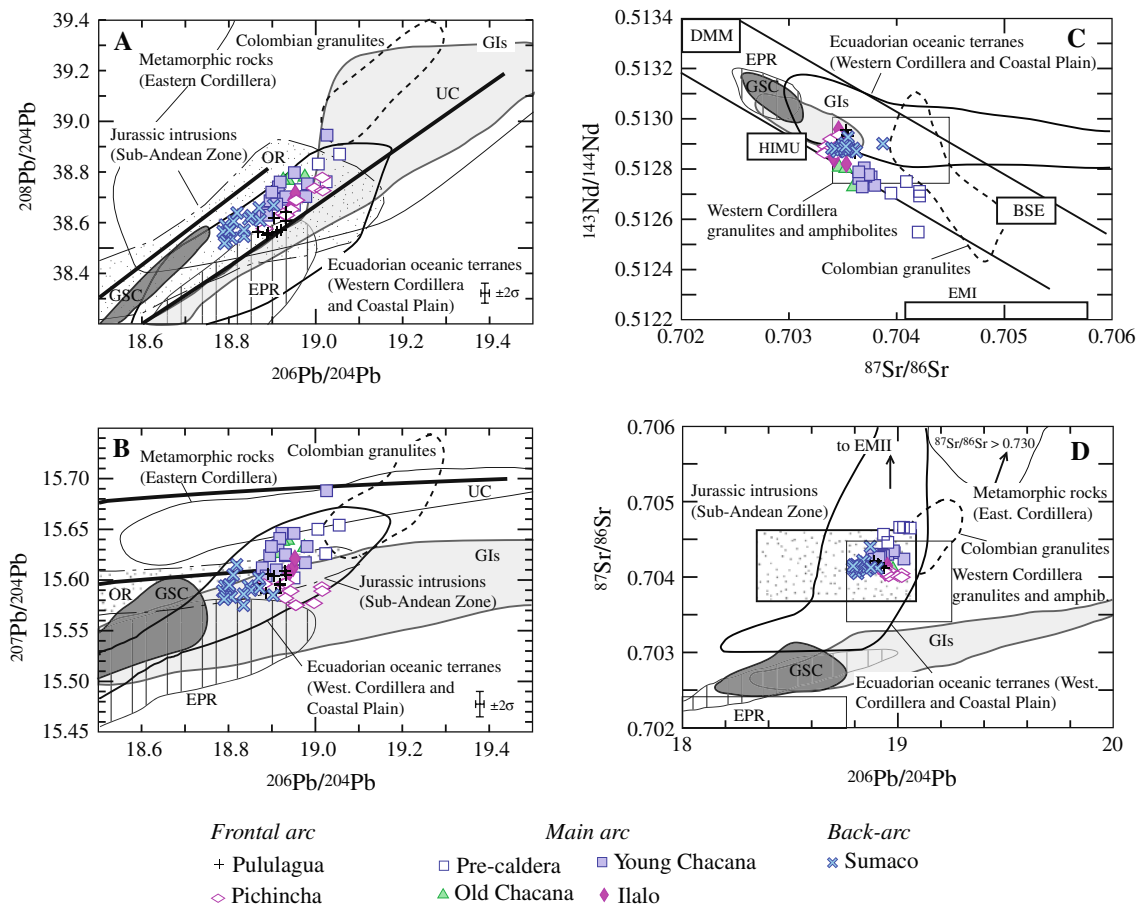 39.4
39.2
39.0
38.8
38.6
38.4
²⁰⁸Pb/²⁰⁴Pb
A
Colombian granulites
GIs
Metamorphic rocks
(Eastern Cordillera)
UC
Jurassic intrusions
(Sub-Andean Zone)
OR
GSC
EPR
Ecuadorian oceanic terranes
(Western Cordillera
and Coastal Plain)
±2σ
18.6
18.8
19.0
19.2
19.4
²⁰⁶Pb/²⁰⁴Pb
0.5134
0.5132
0.5130
0.5128
0.5126
0.5124
0.5122
¹⁴³Nd/¹⁴⁴Nd
C
DMM
Ecuadorian oceanic terranes
(Western Cordillera and Coastal Plain)
EPR
GSC
GIs
HIMU
Western Cordillera
granulites and amphibolites
BSE
Colombian granulites
EMI
0.702
0.703
0.704
0.705
0.706
⁸⁷Sr/⁸⁶Sr
15.70
15.65
15.60
15.55
15.50
15.45
²⁰⁷Pb/²⁰⁴Pb
B
Colombian granulites
Metamorphic rocks
(Eastern Cordillera)
UC
GIs
OR
GSC
Jurassic intrusions
(Sub-Andean Zone)
Ecuadorian oceanic terranes
(West. Cordillera and
Coastal Plain)
EPR
±2σ
18.6
18.8
19.0
19.2
19.4
²⁰⁶Pb/²⁰⁴Pb
0.706
0.705
0.704
0.703
0.702
⁸⁷Sr/⁸⁶Sr
D
to EMII
⁸⁷Sr/⁸⁶Sr > 0.730
Jurassic intrusions
(Sub-Andean Zone)
Metamorphic rocks
(East. Cordillera)
Colombian granulites
Western Cordillera
granulites and amphib.
GIs
GSC
Ecuadorian oceanic terranes (West.
Cordillera and Coastal Plain)
EPR
18
19
20
²⁰⁶Pb/²⁰⁴Pb
Frontal arc
Main arc
Back-arc
Pululagua
Pre-caldera
Young Chacana
Sumaco
Pichincha
Old Chacana
Ilalo